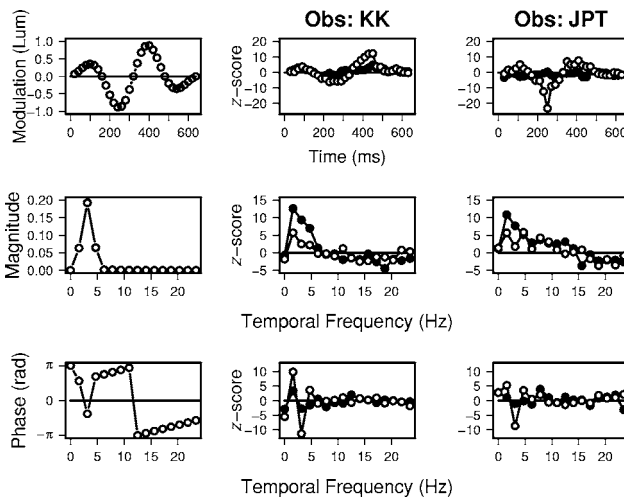 Obs: KK
Obs: JPT
Modulation (Lum)
1.0
0.5
0.0
−0.5
−1.0
0 200 400 600
z-score
20
10
0
−10
−20
0 100 300 500
20
10
0
−10
−20
0 200 400 600
Time (ms)
Magnitude
0.20
0.15
0.10
0.05
0.00
0 5 10 15 20
z-score
15
10
5
0
−5
0 5 10 15 20
15
10
5
0
−5
0 5 10 15 20
Temporal Frequency (Hz)
Phase (rad)
π
0
−π
0 5 10 15 20
z-score
10
5
0
−5
−10
0 5 10 15 20
10
5
0
−5
−10
0 5 10 15 20
Temporal Frequency (Hz)